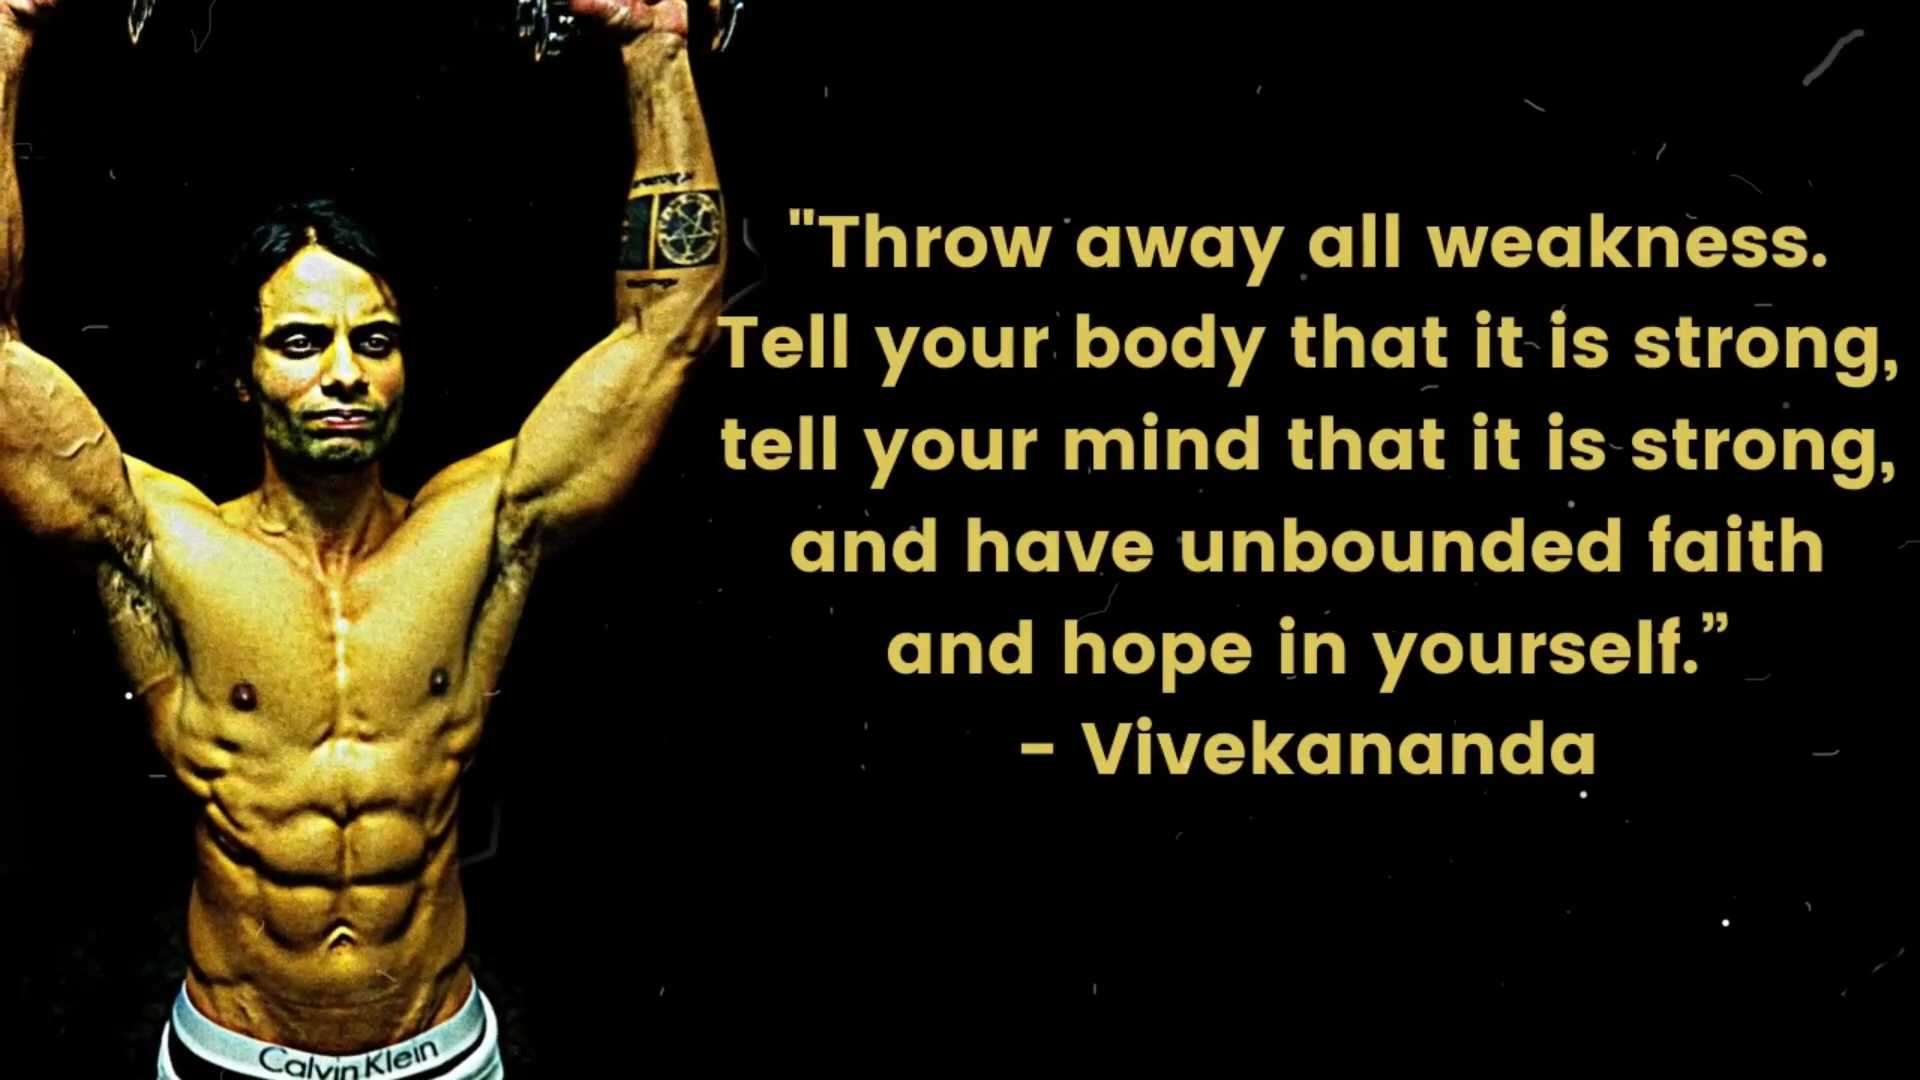 "Throw away all weakness.
Tell your body that it is strong,
tell your mind that it is strong,
and have unbounded faith
and hope in yourself.”
- Vivekananda
Calvin Klein